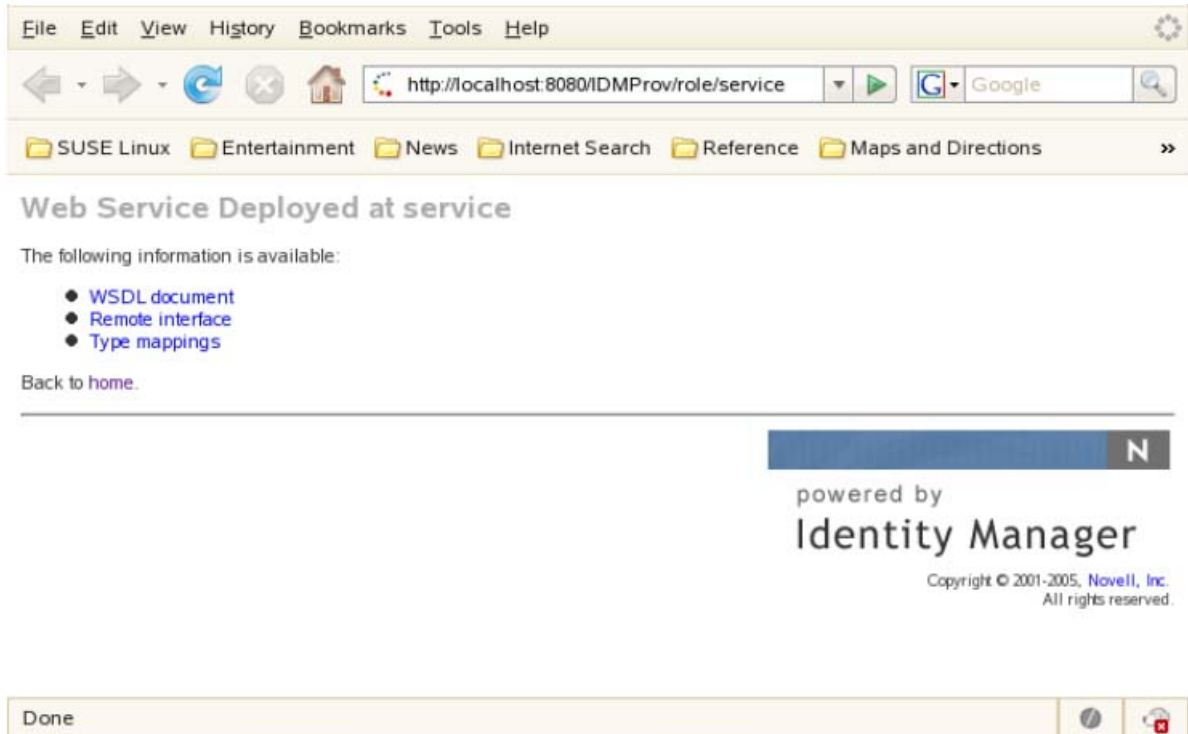 File Edit View History Bookmarks Tools Help
http://localhost:8080/IDMProv/role/service G Google
SUSE Linux Entertainment News Internet Search Reference Maps and Directions »
Web Service Deployed at service
The following information is available:
WSDL document
Remote interface
Type mappings
Back to home.
N
powered by
Identity Manager
Copyright © 2001-2005, Novell, Inc.
All rights reserved.
Done